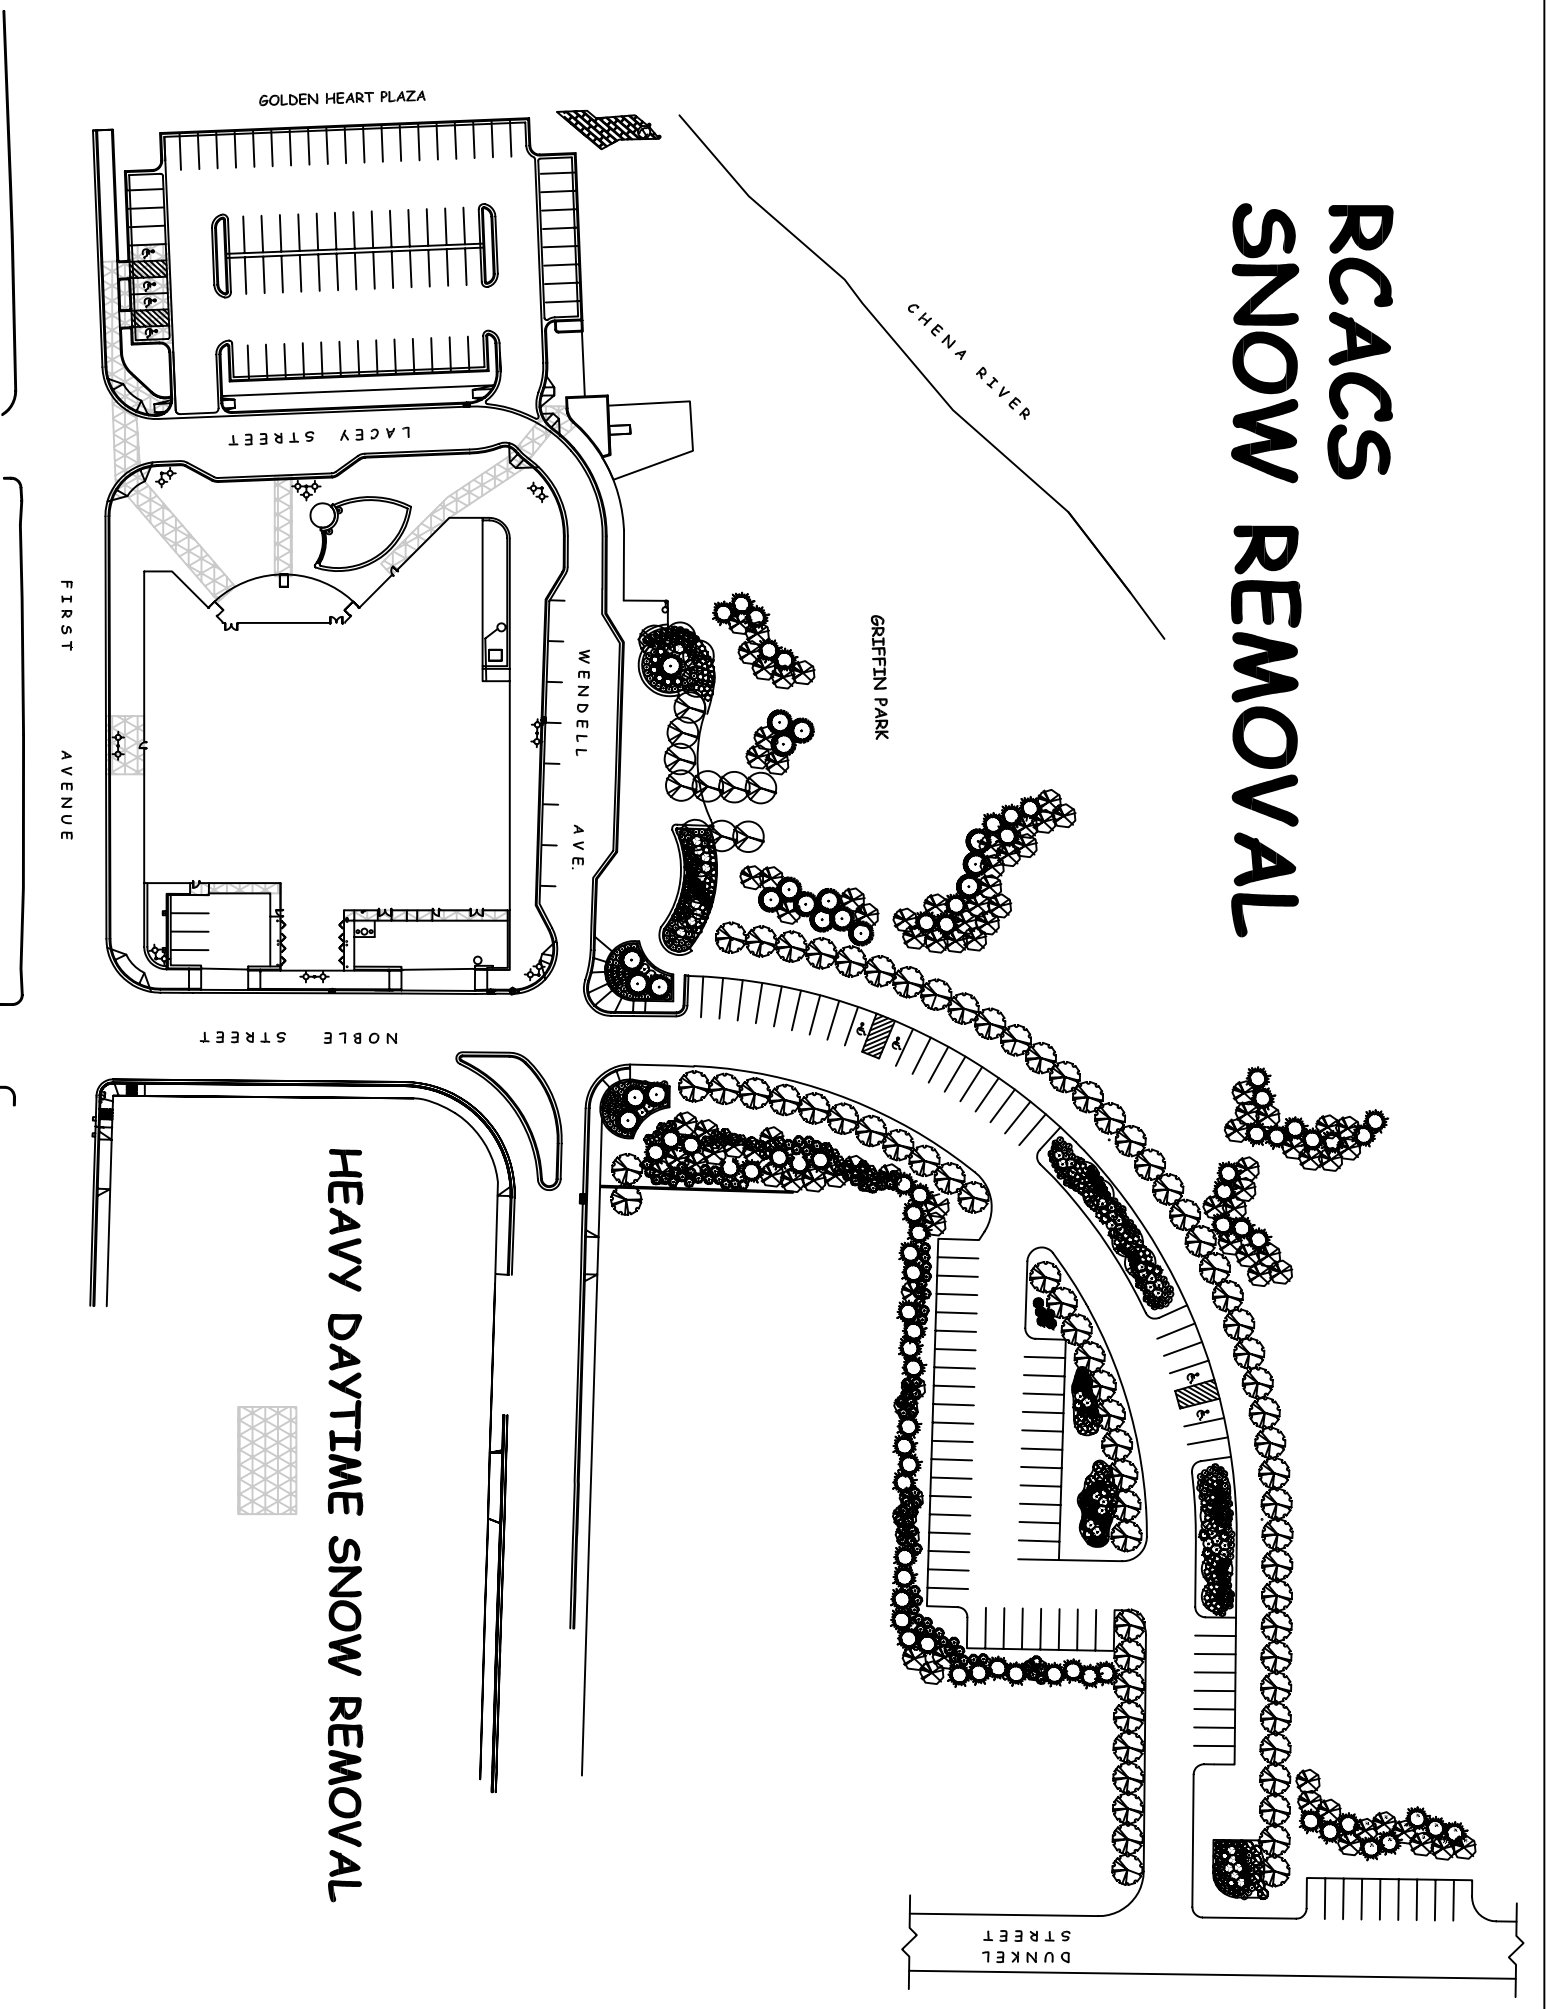 RCACS
SNOW REMOVAL
GOLDEN HEART PLAZA
CHENA RIVER
LACEY STREET
GRIFFIN PARK
FIRST AVENUE
WENDELL AVE.
NOBLE STREET
HEAVY DAYTIME SNOW REMOVAL
DUNKEL
STREET